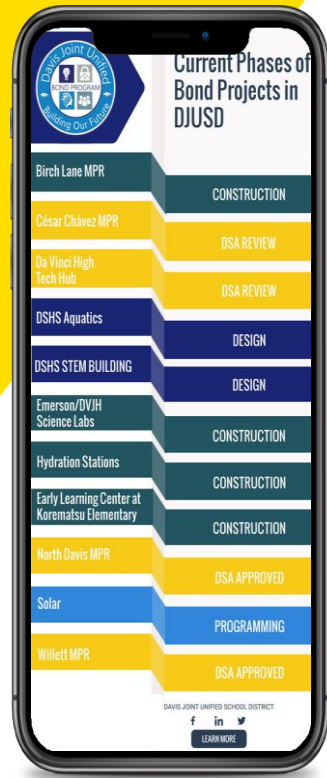 Davis Joint Unified
BOND PROGRAM
Building Our Future
Current Phases of
Bond Projects in
DJUSD
Birch Lane MPR
CONSTRUCTION
César Chávez MPR
DSA REVIEW
Da Vinci High
Tech Hub
DSA REVIEW
DSHS Aquatics
DESIGN
DSHS STEM BUILDING
DESIGN
Emerson/DVJH
Science Labs
CONSTRUCTION
Hydration Stations
CONSTRUCTION
Early Learning Center at
Korematsu Elementary
CONSTRUCTION
North Davis MPR
DSA APPROVED
Solar
PROGRAMMING
Willett MPR
DSA APPROVED
DAVIS JOINT UNIFIED SCHOOL DISTRICT
f in
LEARN MORE